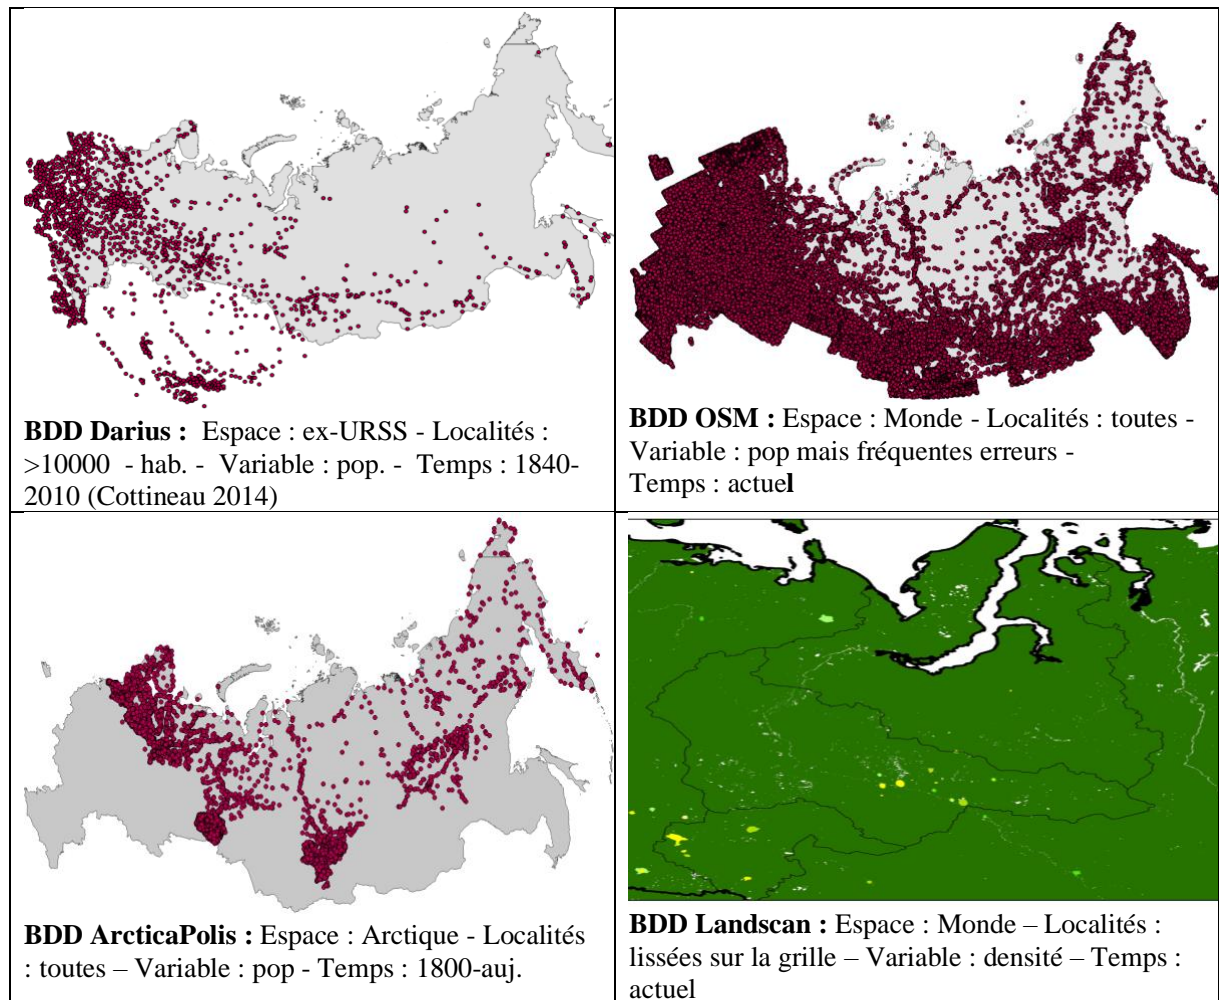 BDD Darius :  Espace : ex-URSS - Localités :
>10000  - hab. -  Variable : pop. -  Temps : 1840-
2010 (Cottineau 2014)
BDD OSM : Espace : Monde - Localités : toutes -
Variable : pop mais fréquentes erreurs -
Temps : actuel
BDD ArcticaPolis : Espace : Arctique - Localités
: toutes – Variable : pop - Temps : 1800-auj.
BDD Landscan : Espace : Monde – Localités :
lissées sur la grille – Variable : densité – Temps :
actuel